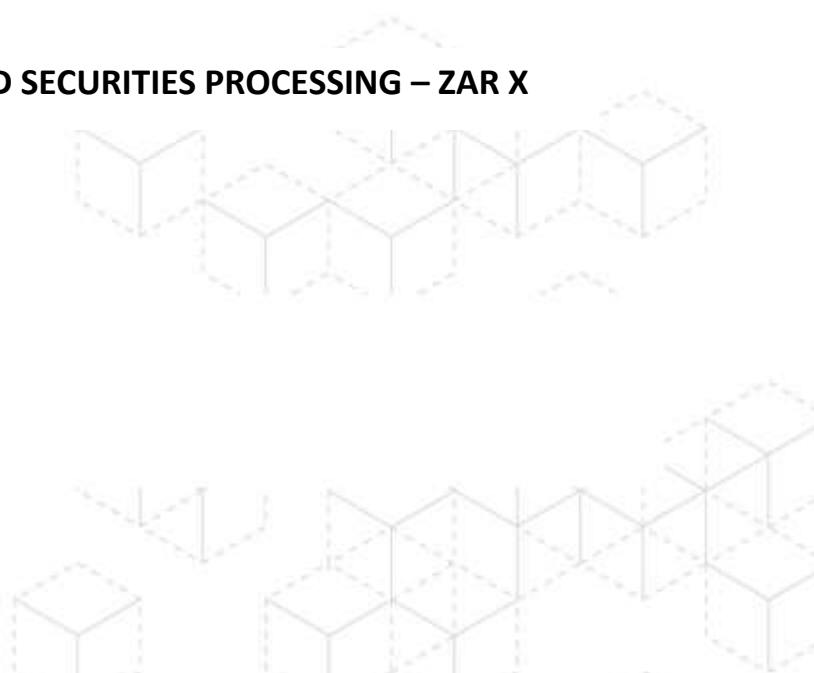 D SECURITIES PROCESSING – ZAR X